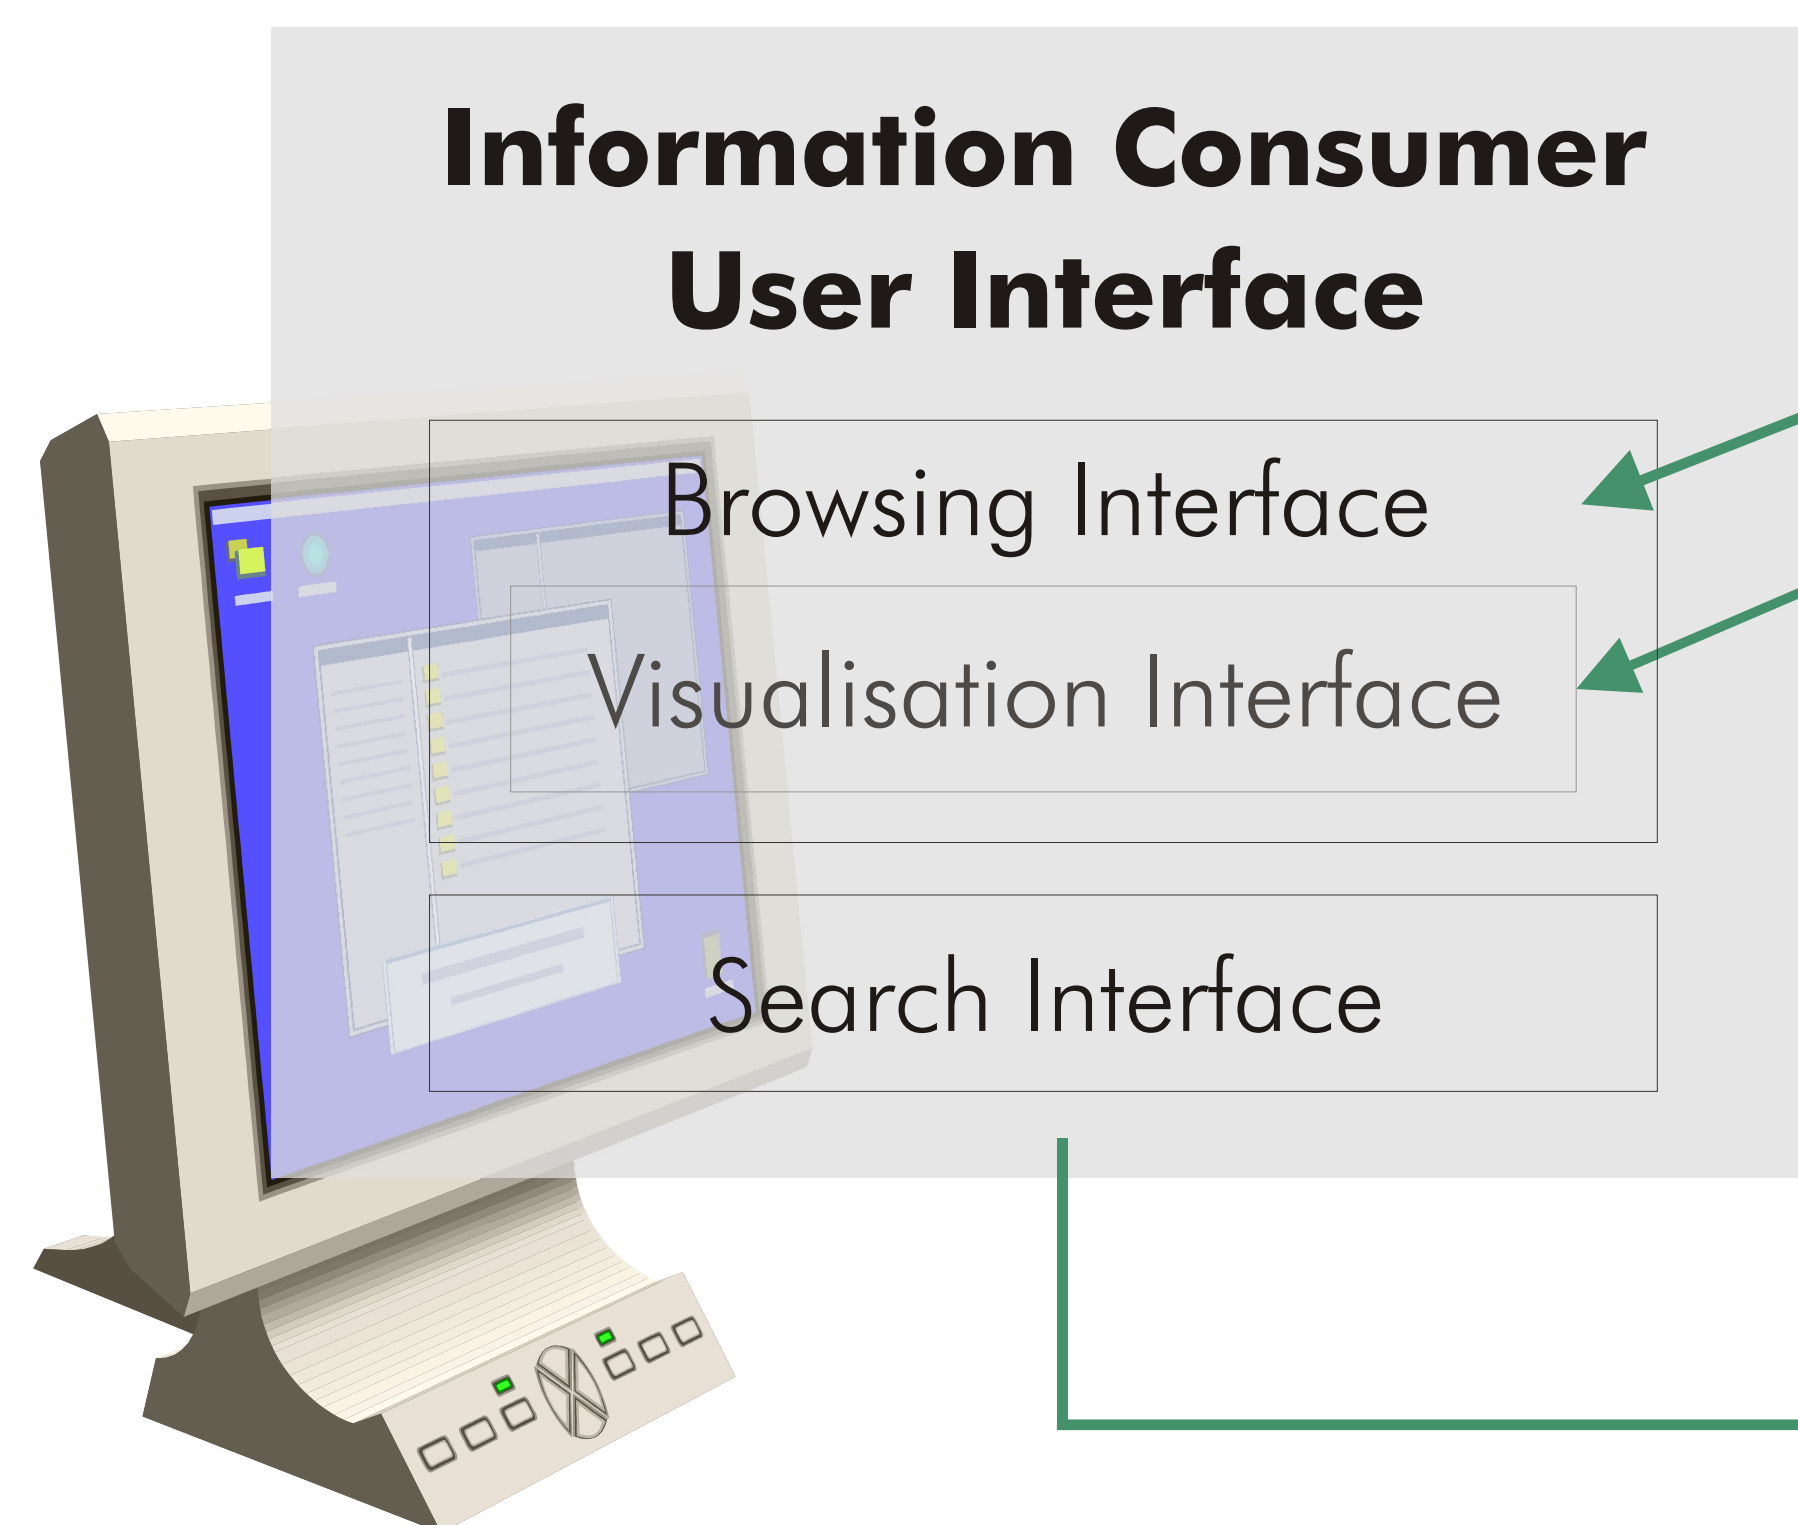 Information Consumer
User Interface
Browsing Interface
Visualisation Interface
Search Interface